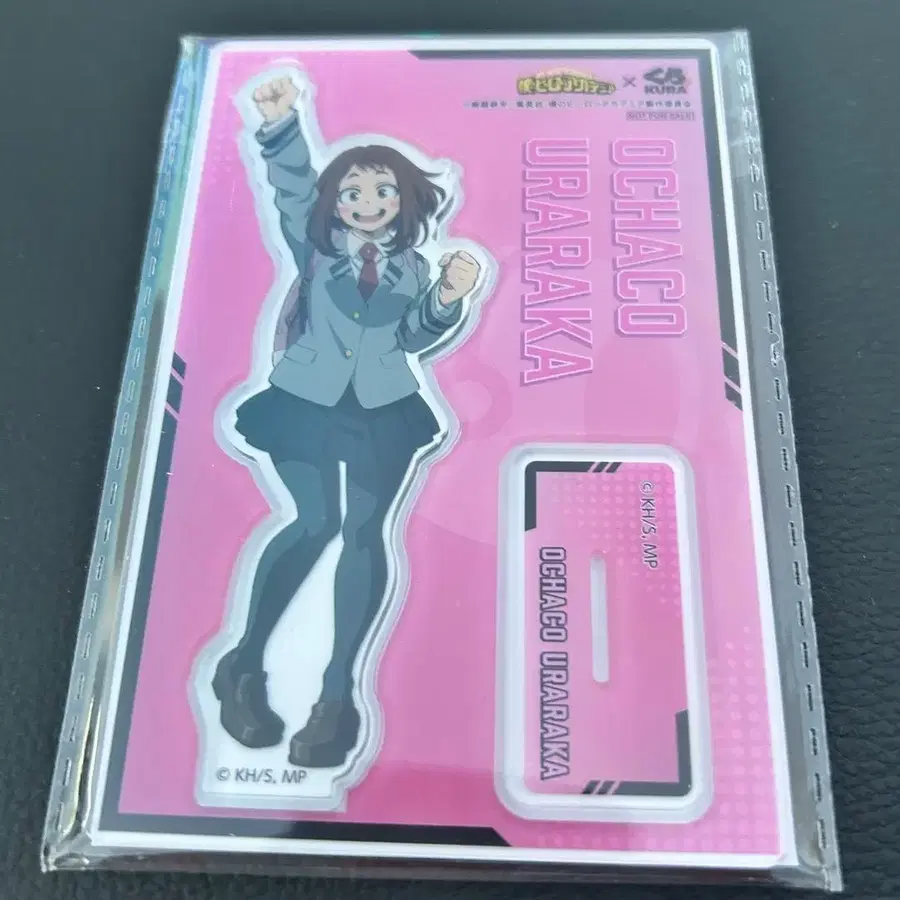 僕のヒーローアカデミア × くら KURA
NOT FOR SALE
OCHACO
URARAKA
© KH/S, MP
OCHACO URARAKA
© KH/S, MP